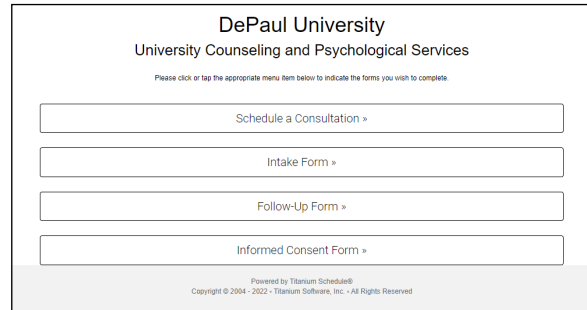 DePaul University
University Counseling and Psychological Services
Please click or tap the appropriate menu item below to indicate the forms you wish to complete.
Schedule a Consultation »
Intake Form »
Follow-Up Form »
Informed Consent Form »
Powered by Titanium Schedule®
Copyright © 2004 - 2022 - Titanium Software, Inc. - All Rights Reserved